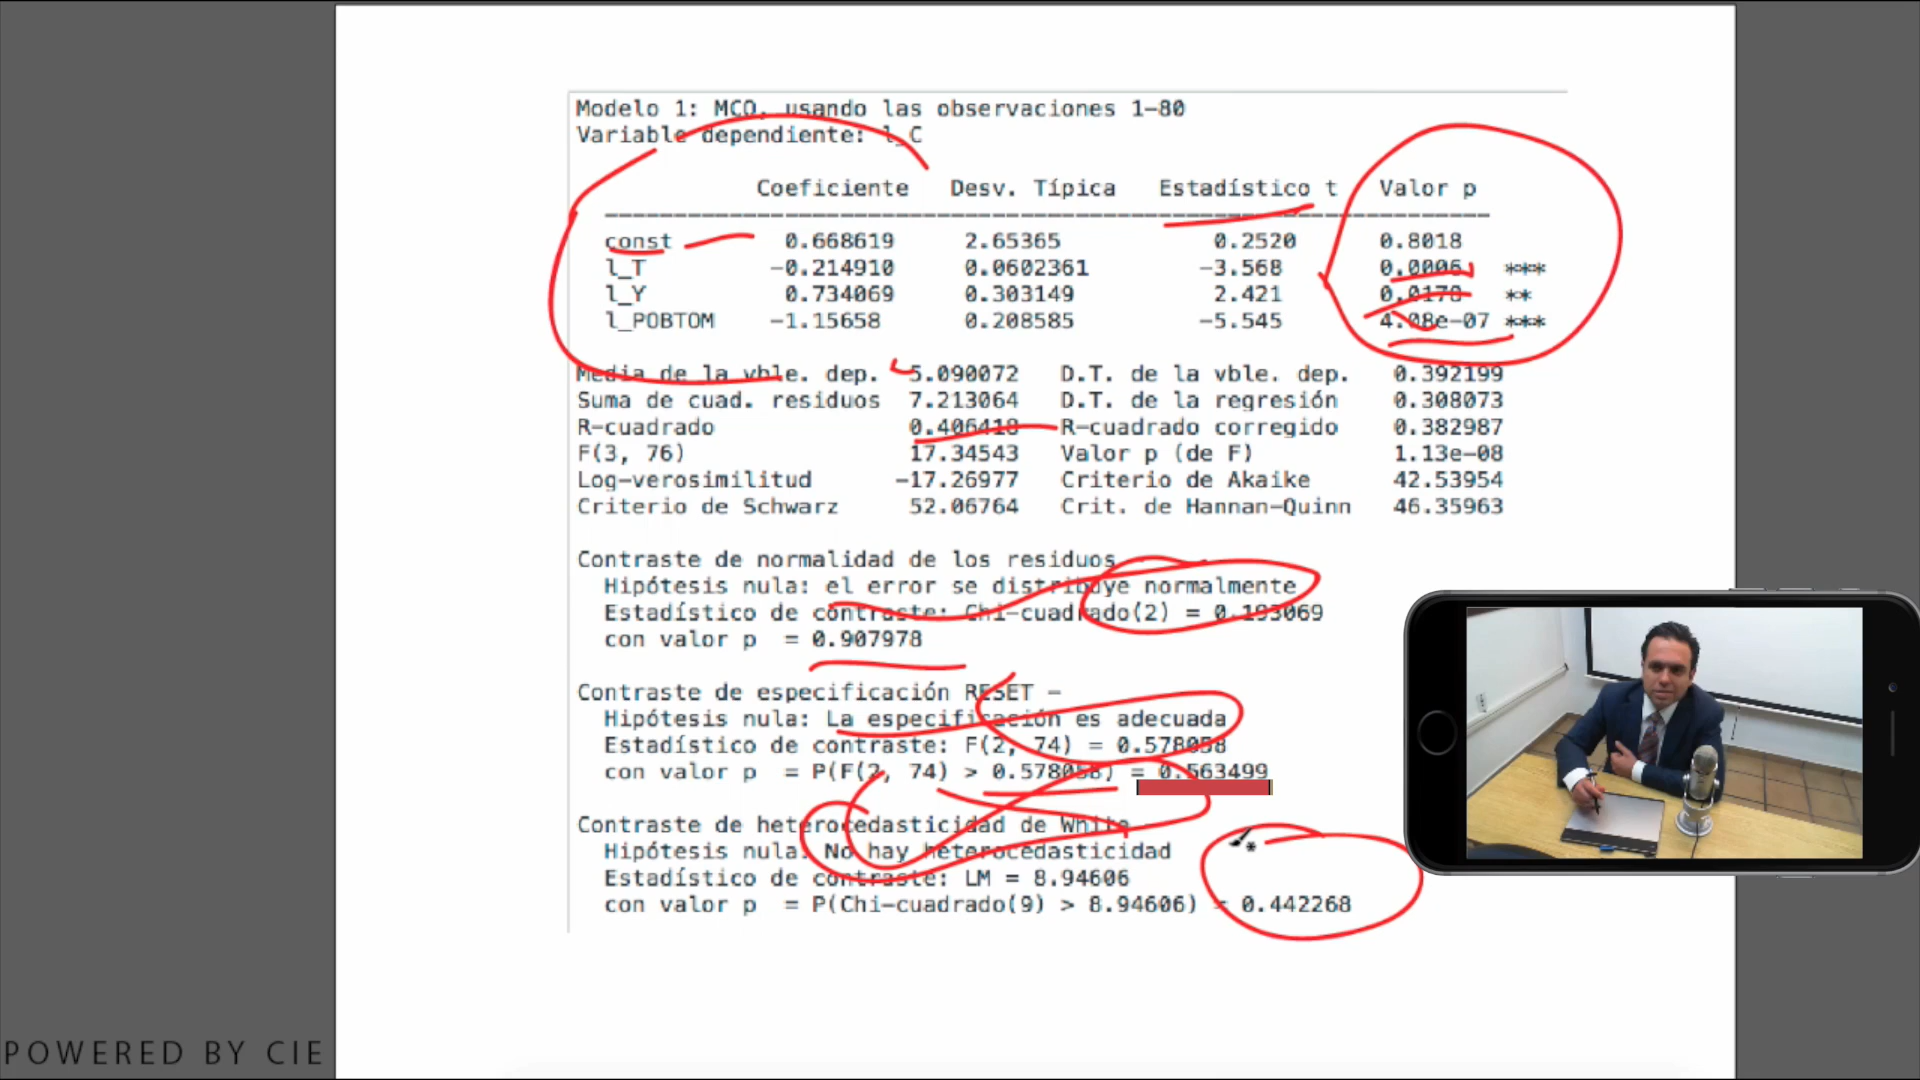 Modelo 1: MCO, usando las observaciones 1-80
Variable dependiente: l_C
Coeficiente Desv. Típica Estadístico t Valor p
const 0.668619 2.65365 0.2520 0.8018
l_T -0.214910 0.0602361 -3.568 0.0006 ***
l_Y 0.734069 0.303149 2.421 0.0178 **
l_POBTOM -1.15658 0.208585 -5.545 4.08e-07 ***
Media de la vble. dep. 5.090072 D.T. de la vble. dep. 0.392199
Suma de cuad. residuos 7.213064 D.T. de la regresión 0.308073
R-cuadrado 0.406418 R-cuadrado corregido 0.382987
F(3, 76) 17.34543 Valor p (de F) 1.13e-08
Log-verosimilitud -17.26977 Criterio de Akaike 42.53954
Criterio de Schwarz 52.06764 Crit. de Hannan-Quinn 46.35963
Contraste de normalidad de los residuos -
Hipótesis nula: el error se distribuye normalmente
Estadístico de contraste: Chi-cuadrado(2) = 0.193069
con valor p = 0.907978
Contraste de especificación RESET -
Hipótesis nula: La especificación es adecuada
Estadístico de contraste: F(2, 74) = 0.578058
con valor p = P(F(2, 74) > 0.578058) = 0.563499
Contraste de heterocedasticidad de White -
Hipótesis nula: No hay heterocedasticidad
Estadístico de contraste: LM = 8.94606
con valor p = P(Chi-cuadrado(9) > 8.94606) = 0.442268
POWERED BY CIE